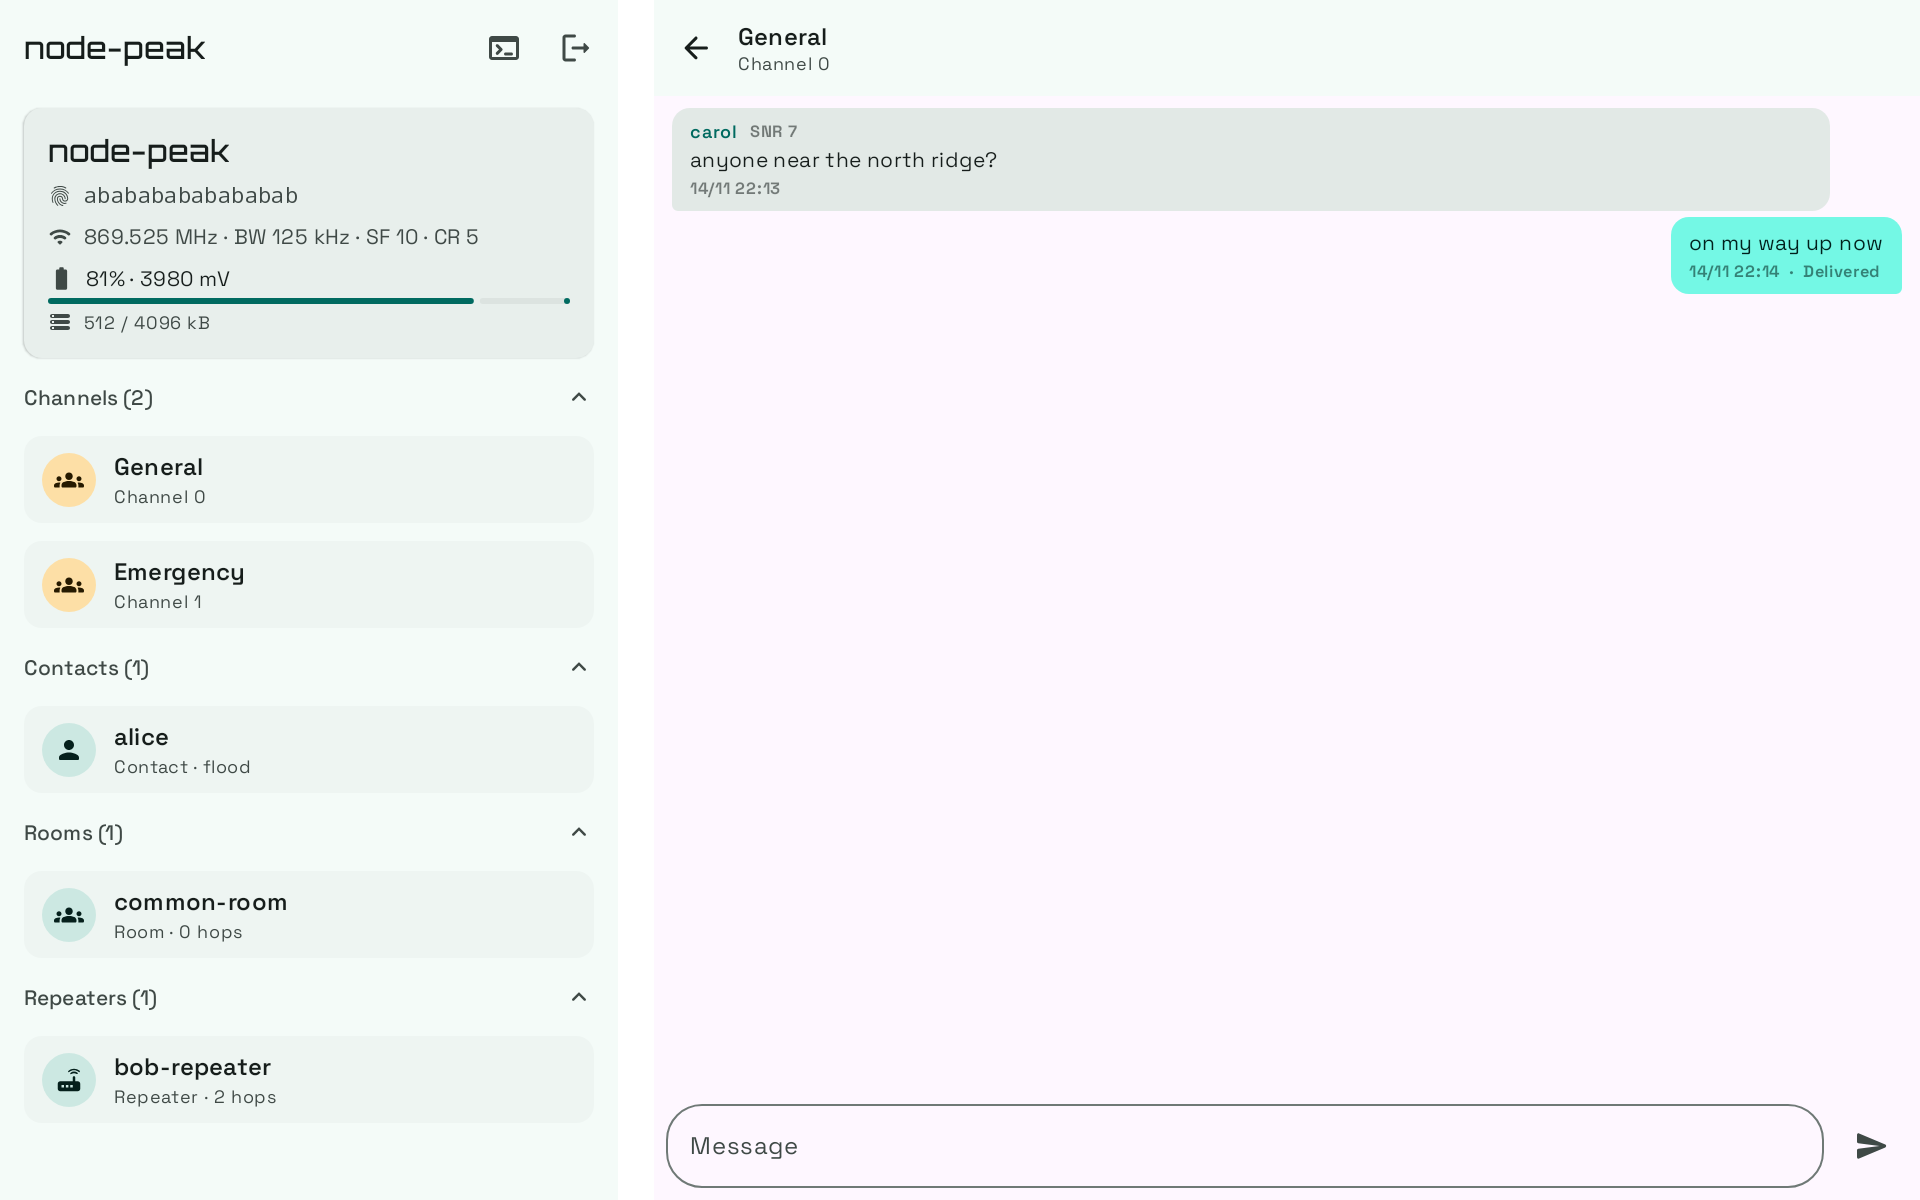 node-peak
node-peak
abababababababab
869.525 MHz · BW 125 kHz · SF 10 · CR 5
81% · 3980 mV
512 / 4096 kB
Channels (2)
General
Channel 0
Emergency
Channel 1
Contacts (1)
alice
Contact · flood
Rooms (1)
common-room
Room · 0 hops
Repeaters (1)
bob-repeater
Repeater · 2 hops
General
Channel 0
carol SNR 7
anyone near the north ridge?
14/11 22:13
on my way up now
14/11 22:14 · Delivered
Message